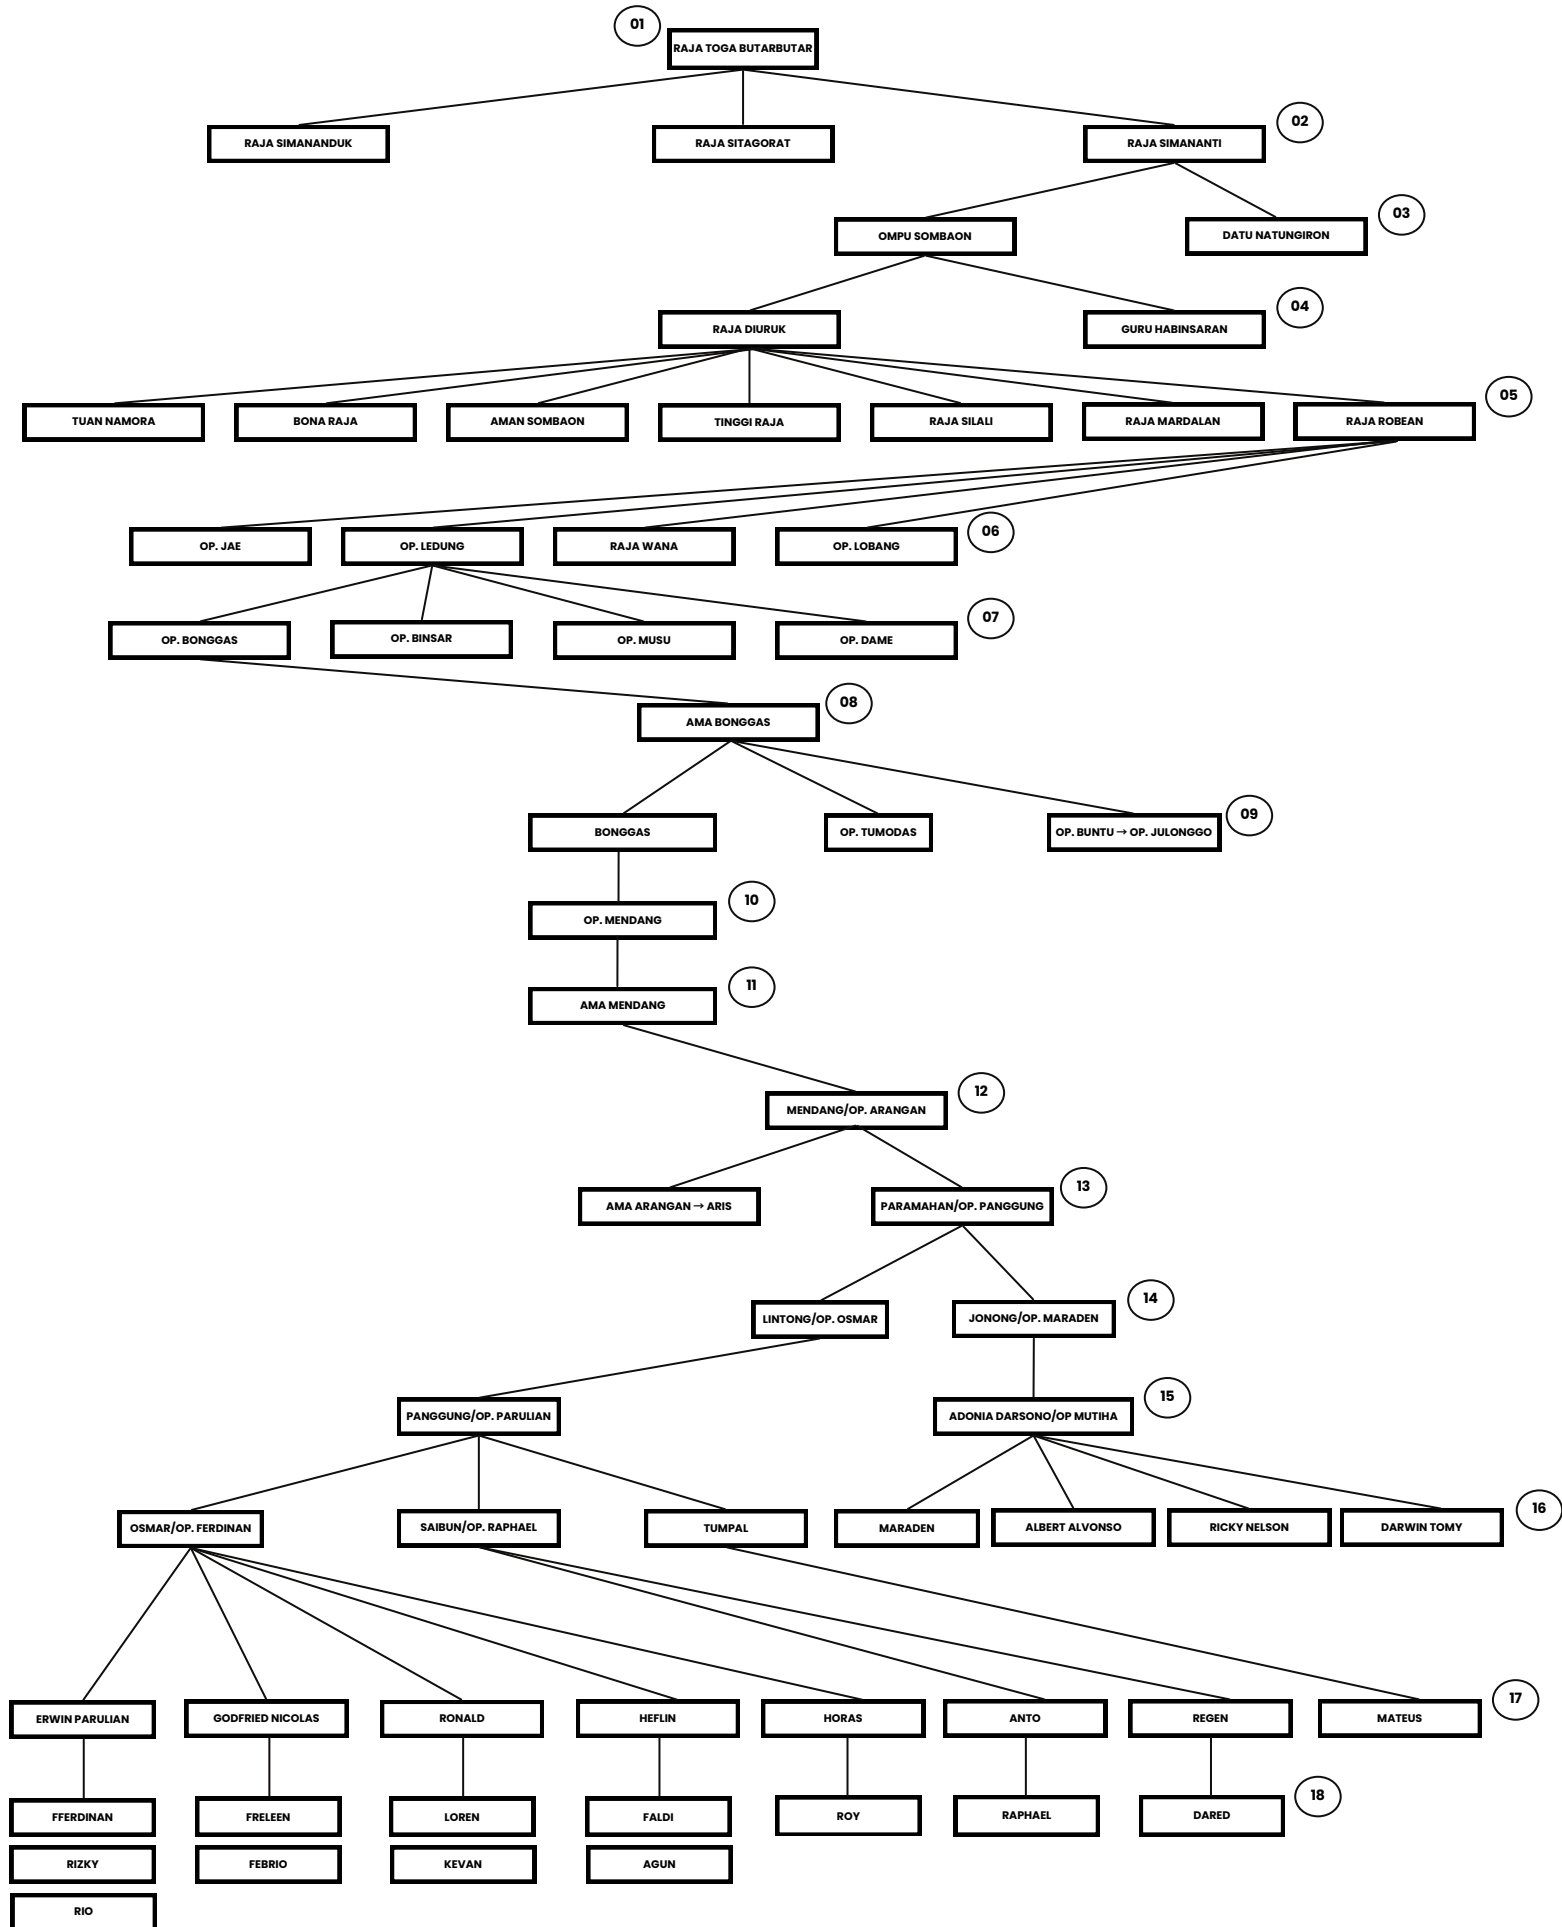 01
RAJA TOGA BUTARBUTAR
02
RAJA SIMANANDUK
RAJA SITAGORAT
RAJA SIMANANTI
03
OMPU SOMBAON
DATU NATUNGIRON
04
RAJA DIURUK
GURU HABINSARAN
05
TUAN NAMORA
BONA RAJA
AMAN SOMBAON
TINGGI RAJA
RAJA SILALI
RAJA MARDALAN
RAJA ROBEAN
06
OP. JAE
OP. LEDUNG
RAJA WANA
OP. LOBANG
07
OP. BONGGAS
OP. BINSAR
OP. MUSU
OP. DAME
08
AMA BONGGAS
09
BONGGAS
OP. TUMODAS
OP. BUNTU → OP. JULONGGO
10
OP. MENDANG
11
AMA MENDANG
12
MENDANG/OP. ARANGAN
13
AMA ARANGAN → ARIS
PARAMAHAN/OP. PANGGUNG
14
LINTONG/OP. OSMAR
JONONG/OP. MARADEN
15
PANGGUNG/OP. PARULIAN
ADONIA DARSONO/OP MUTIHA
16
OSMAR/OP. FERDINAN
SAIBUN/OP. RAPHAEL
TUMPAL
MARADEN
ALBERT ALVONSO
RICKY NELSON
DARWIN TOMY
17
ERWIN PARULIAN
GODFRIED NICOLAS
RONALD
HEFLIN
HORAS
ANTO
REGEN
MATEUS
18
FFERDINAN
FRELEEN
LOREN
FALDI
ROY
RAPHAEL
DARED
RIZKY
FEBRIO
KEVAN
AGUN
RIO